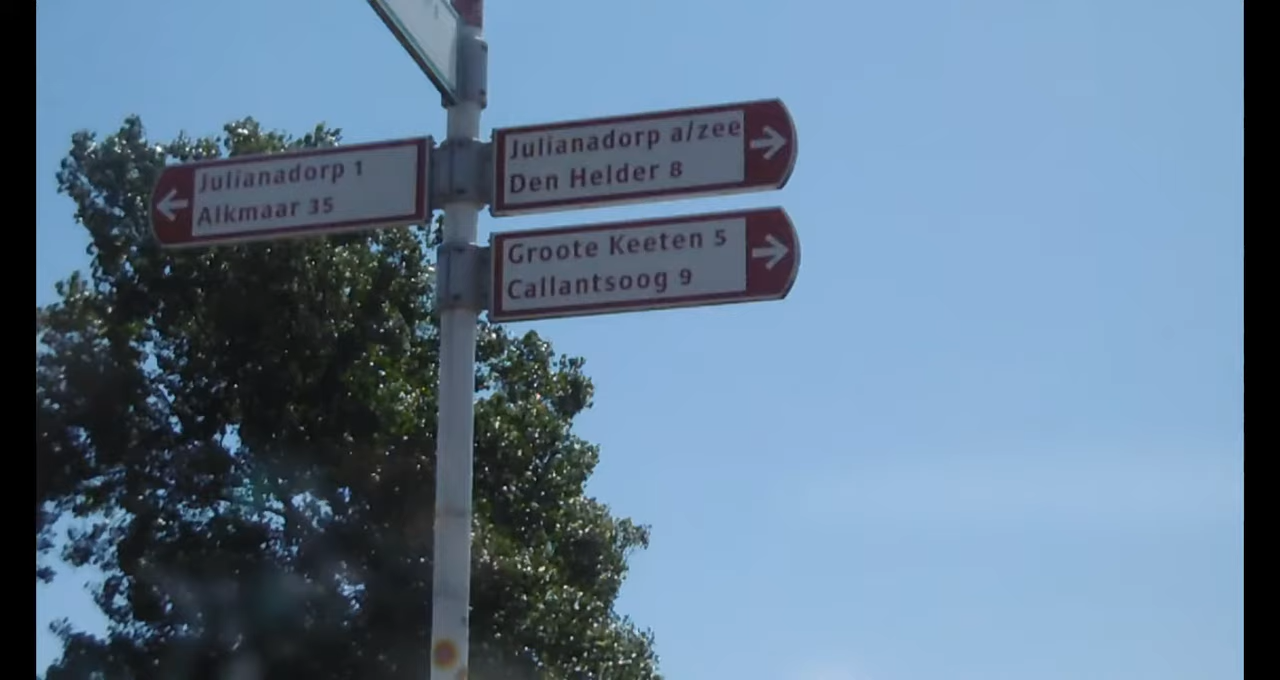 Julianadorp 1
Alkmaar 35
Julianadorp a/zee
Den Helder 8
Groote Keeten 5
Callantsoog 9